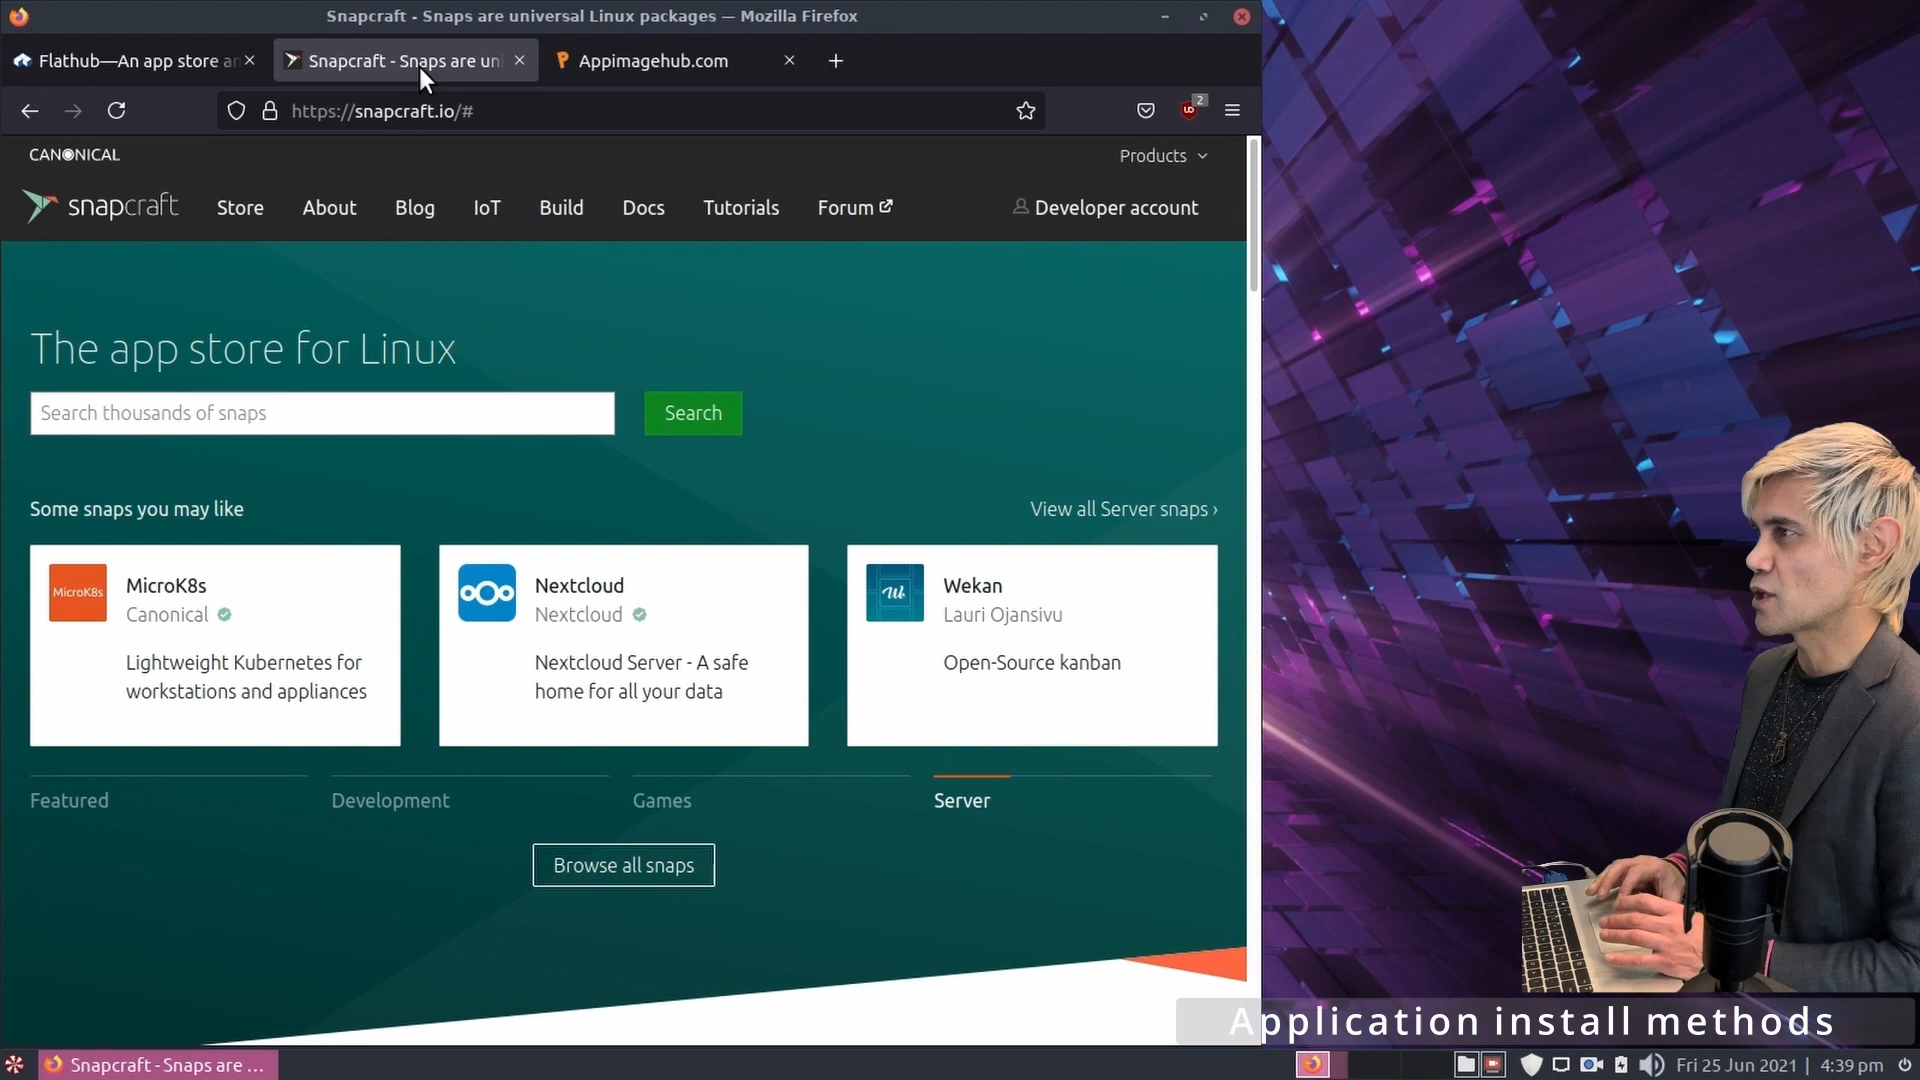 Snapcraft - Snaps are universal Linux packages — Mozilla Firefox
Flathub—An app store an
Snapcraft - Snaps are uni
Appimagehub.com
https://snapcraft.io/#
2
CANONICAL
Products
snapcraft
Store
About
Blog
IoT
Build
Docs
Tutorials
Forum
Developer account
The app store for Linux
Search thousands of snaps
Search
Some snaps you may like
View all Server snaps ›
MicroK8s
MicroK8s
Canonical
Lightweight Kubernetes for
workstations and appliances
Nextcloud
Nextcloud
Nextcloud Server - A safe
home for all your data
Wekan
Lauri Ojansivu
Open-Source kanban
Featured
Development
Games
Server
Browse all snaps
Application install methods
Snapcraft - Snaps are ...
Fri 25 Jun 2021 | 4:39 pm